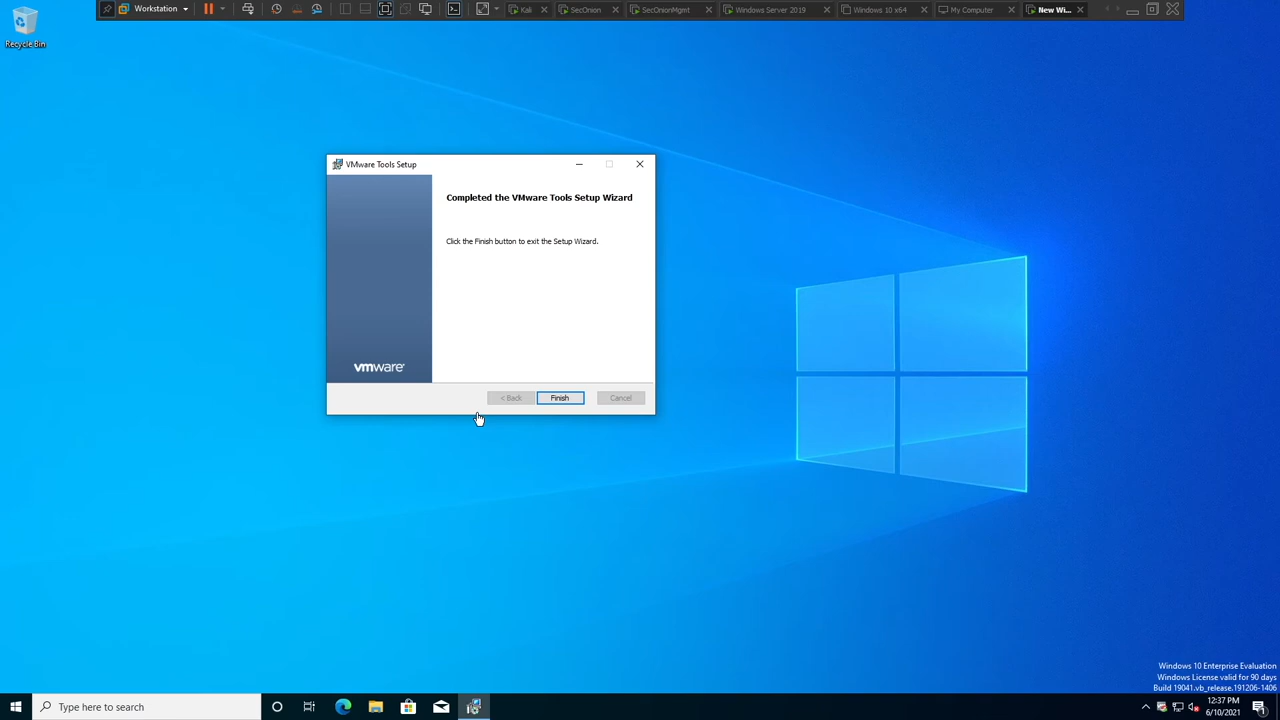 Workstation
Kali
SecOnion
SecOnionMgmt
Windows Server 2019
Windows 10 x64
My Computer
New Wi...
Recycle Bin
VMware Tools Setup
Completed the VMware Tools Setup Wizard
Click the Finish button to exit the Setup Wizard.
vmware®
< Back
Finish
Cancel
Windows 10 Enterprise Evaluation
Windows License valid for 90 days
Build 19041.vb_release.191206-1406
Type here to search
12:37 PM
6/10/2021
1